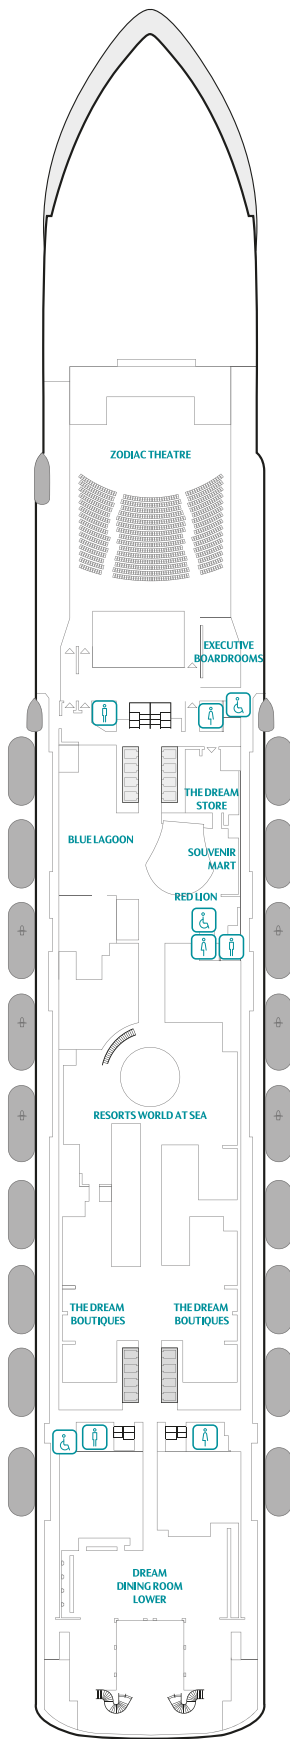 ZODIAC THEATRE
EXECUTIVE
BOARDROOMS
THE DREAM
STORE
BLUE LAGOON
SOUVENIR
MART
RED LION
RESORTS WORLD AT SEA
THE DREAM
BOUTIQUES
THE DREAM
BOUTIQUES
DREAM
DINING ROOM
LOWER